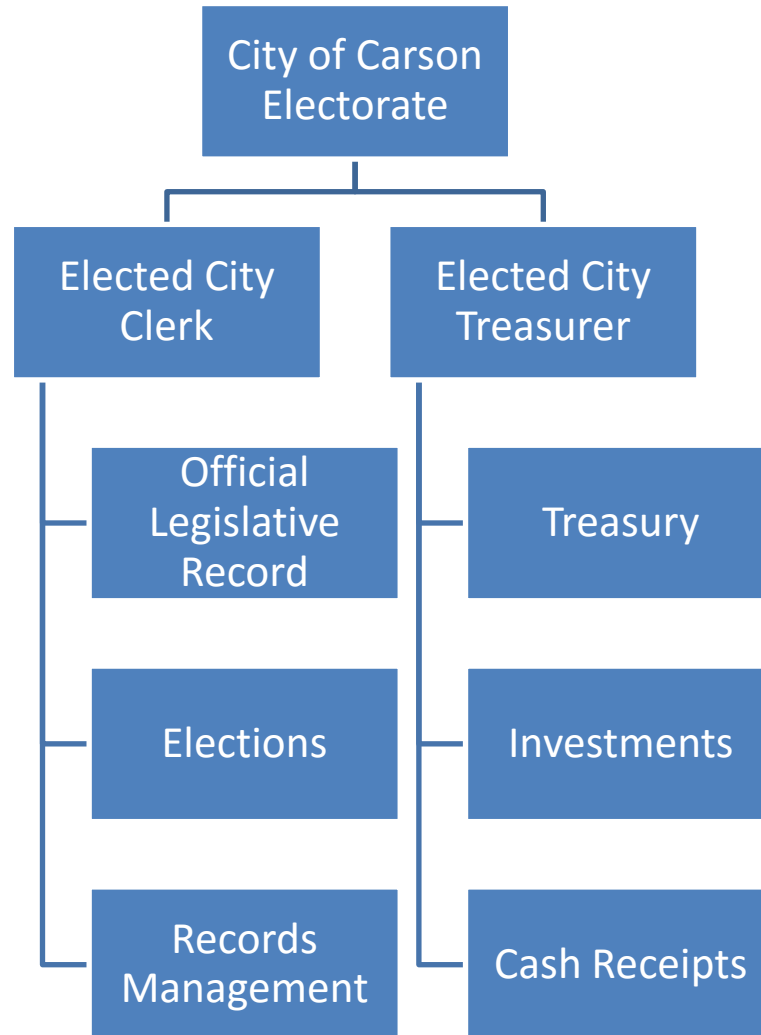 City of Carson
Electorate
Elected City
Clerk
Elected City
Treasurer
Official
Legislative
Record
Treasury
Elections
Investments
Records
Management
Cash Receipts